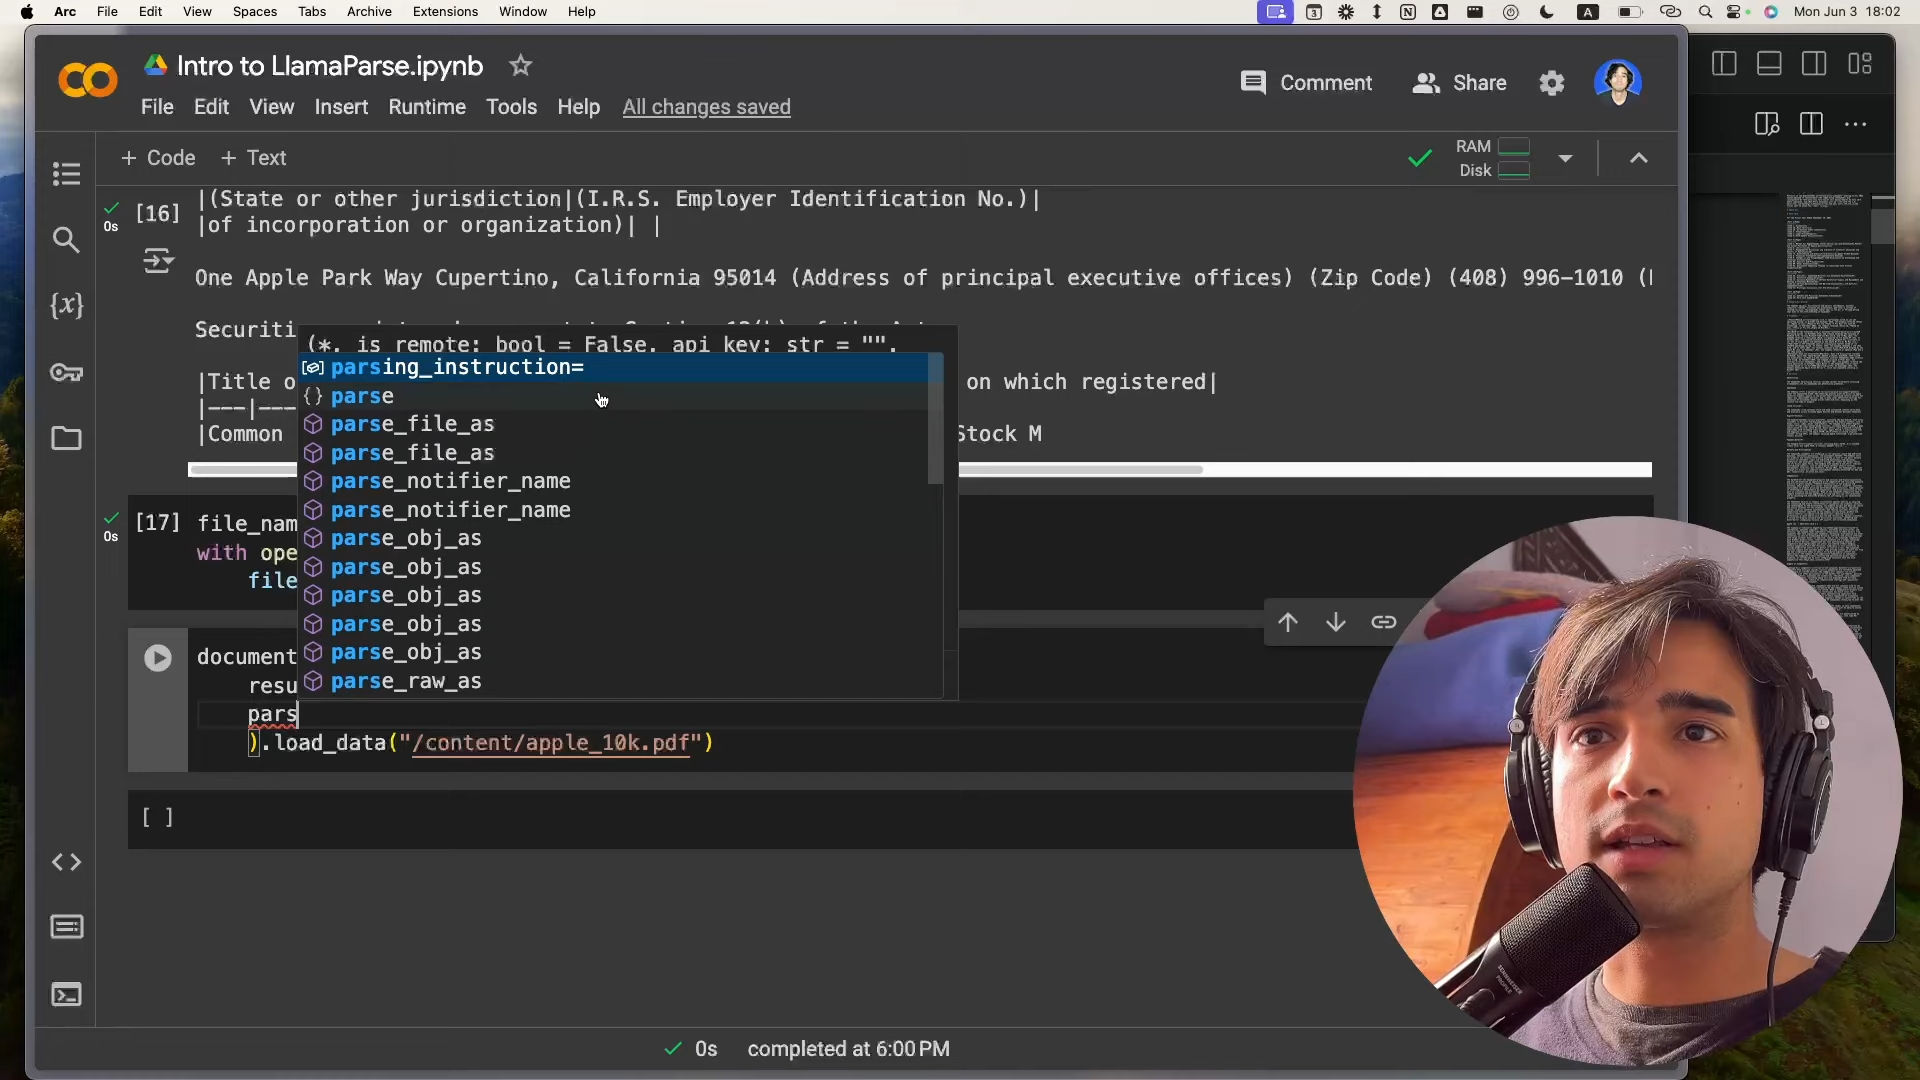 Arc File Edit View Spaces Tabs Archive Extensions Window Help
3 N A Mon Jun 3 18:02
Intro to LlamaParse.ipynb
File Edit View Insert Runtime Tools Help All changes saved
Comment Share
+ Code + Text
RAM
Disk
|(State or other jurisdiction|(I.R.S. Employer Identification No.)|
[16]
0s
|of incorporation or organization)| |
One Apple Park Way Cupertino, California 95014 (Address of principal executive offices) (Zip Code) (408) 996-1010 (
Securiti
(*, is_remote: bool = False, api_key: str = "",
|Title o
on which registered|
|---|---
|Common
Stock M
parsing_instruction=
parse
parse_file_as
parse_file_as
parse_notifier_name
parse_notifier_name
parse_obj_as
parse_obj_as
parse_obj_as
parse_obj_as
parse_obj_as
parse_raw_as
[17] file_nam
0s
with ope
file
document
resu
pars
).load_data("/content/apple_10k.pdf")
[ ]
0s completed at 6:00 PM